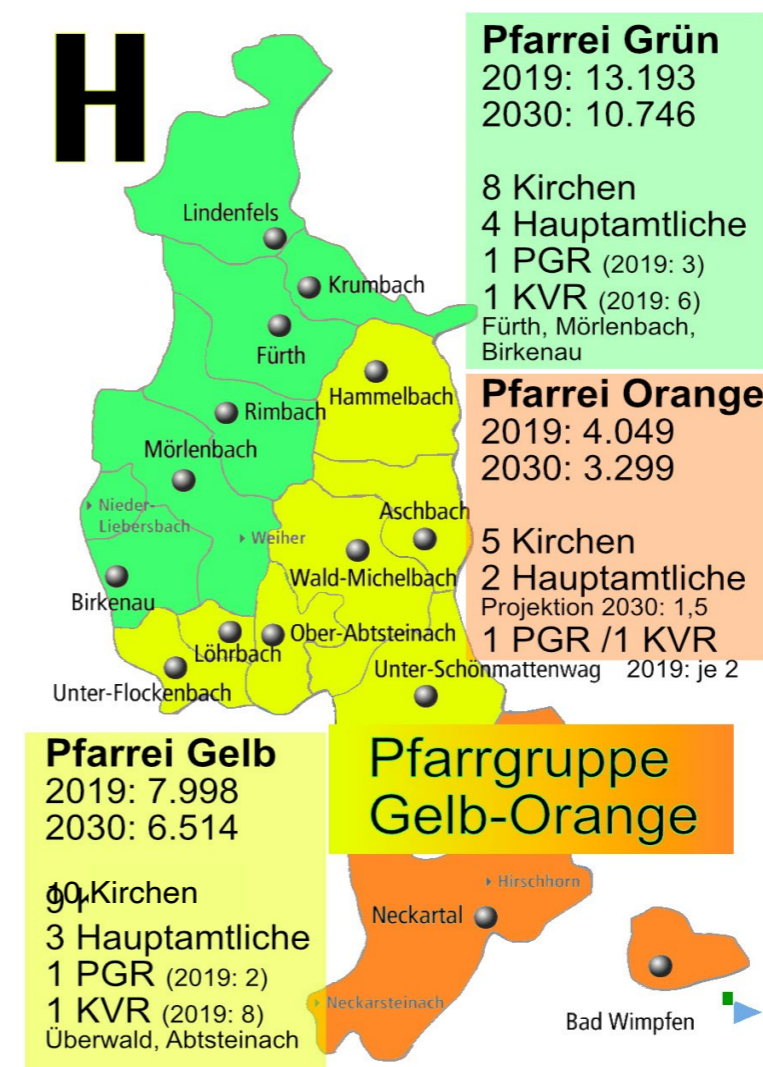 H
Pfarrei Grün
2019: 13.193
2030: 10.746
8 Kirchen
4 Hauptamtliche
1 PGR (2019: 3)
1 KVR (2019: 6)
Fürth, Mörlenbach,
Birkenau
Lindenfels
Krumbach
Fürth
Hammelbach
Rimbach
Mörlenbach
Nieder-
Liebersbach
Weiher
Birkenau
Aschbach
Wald-Michelbach
Ober-Abtsteinach
Löhrbach
Unter-Flockenbach
Unter-Schönmattenwag
Pfarrei Orange
2019: 4.049
2030: 3.299
5 Kirchen
2 Hauptamtliche
Projektion 2030: 1,5
1 PGR /1 KVR
2019: je 2
Pfarrgruppe
Gelb-Orange
Pfarrei Gelb
2019: 7.998
2030: 6.514
Kirchen
3 Hauptamtliche
1 PGR (2019: 2)
1 KVR (2019: 8)
Überwald, Abtsteinach
Hirschhorn
Neckartal
Neckarsteinach
Bad Wimpfen